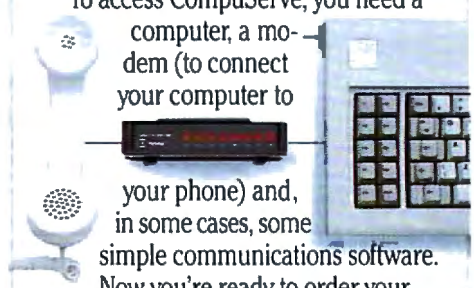 To access CompuServe, you need a
computer, a mo-
dem (to connect
your computer to
your phone) and,
in some cases, some
simple communications software.
Now you're ready to order your